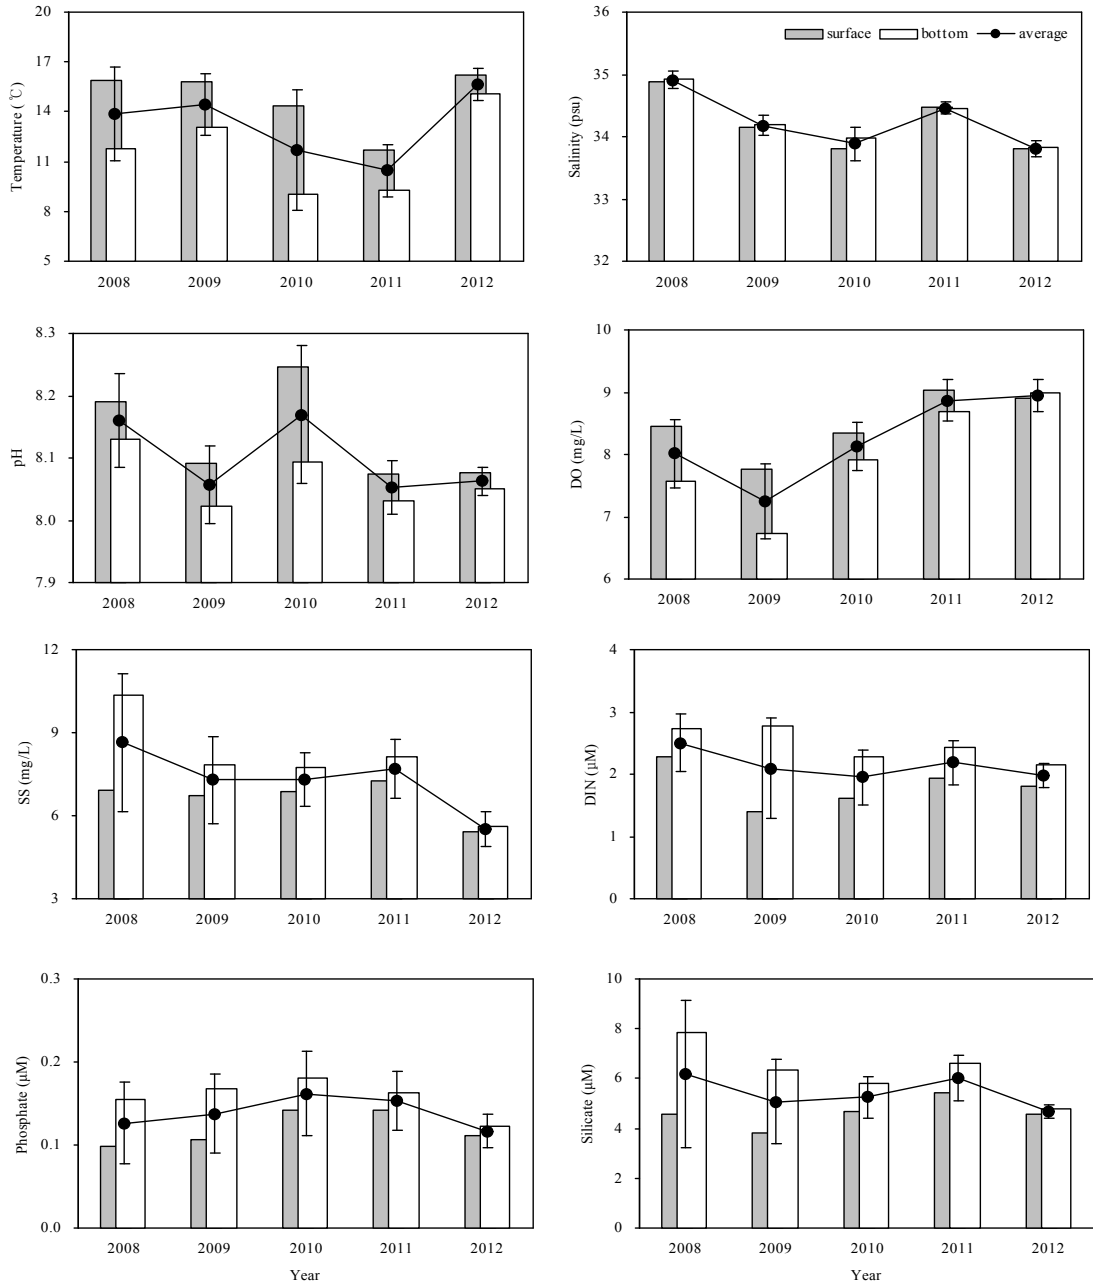 20
17
14
11
8
5
Temperature (℃)
2008 2009 2010 2011 2012
36
35
34
33
32
Salinity (psu)
surface bottom average
2008 2009 2010 2011 2012
8.3
8.2
8.1
8.0
7.9
pH
2008 2009 2010 2011 2012
10
9
8
7
6
DO (mg/L)
2008 2009 2010 2011 2012
12
9
6
3
SS (mg/L)
2008 2009 2010 2011 2012
4
3
2
1
0
DIN (μM)
2008 2009 2010 2011 2012
0.3
0.2
0.1
0.0
Phosphate (μM)
2008 2009 2010 2011 2012
Year
10
8
6
4
2
0
Silicate (μM)
2008 2009 2010 2011 2012
Year